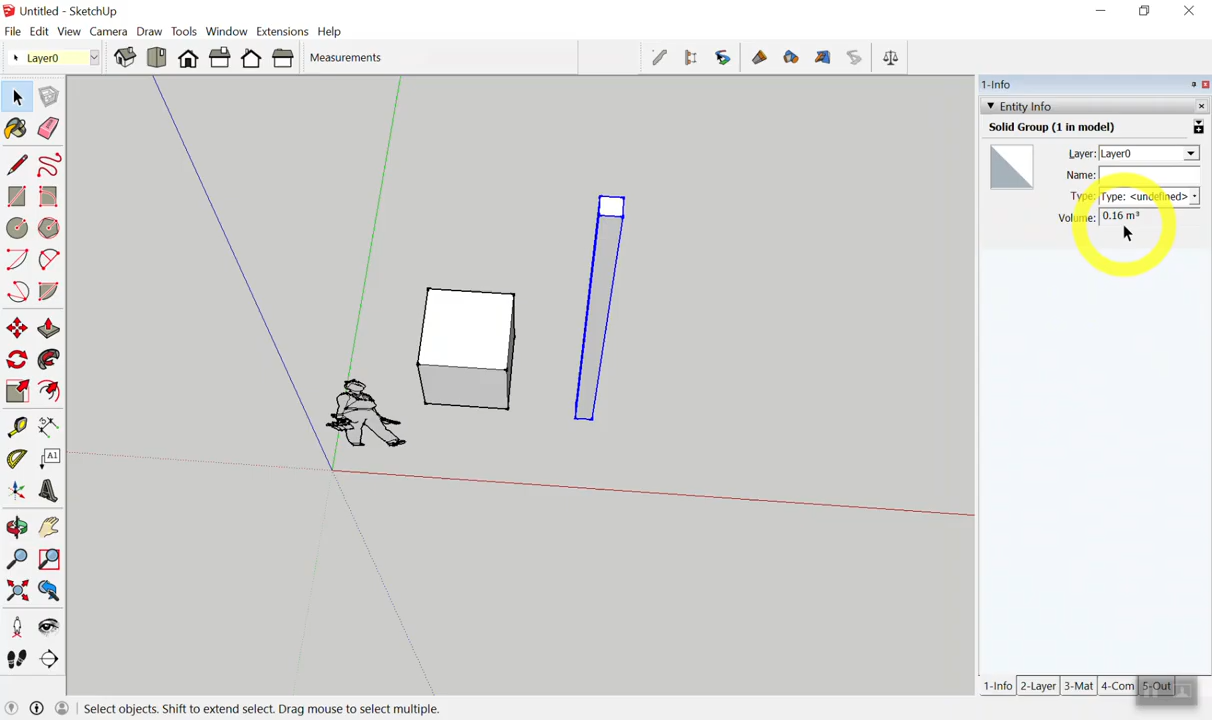 Untitled - SketchUp
File Edit View Camera Draw Tools Window Extensions Help
Layer0
Measurements
1-Info
Entity Info
Solid Group (1 in model)
Layer: Layer0
Name:
Type: Type: <undefined>
Volume: 0.16 m³
A1
1-Info 2-Layer 3-Mat 4-Com 5-Out
Select objects. Shift to extend select. Drag mouse to select multiple.